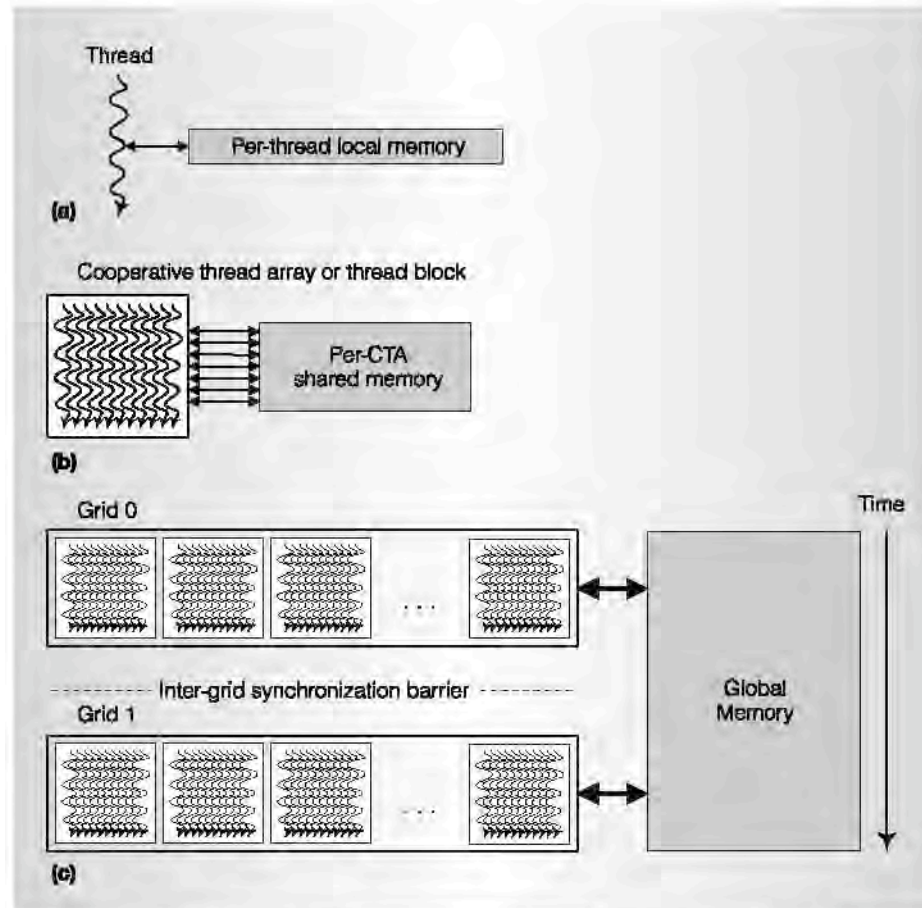 Thread
Per-thread local memory
(a)
Cooperative thread array or thread block
Per-CTA
shared memory
(b)
Grid 0
Time
. . .
Inter-grid synchronization barrier
Global
Memory
Grid 1
. . .
(c)